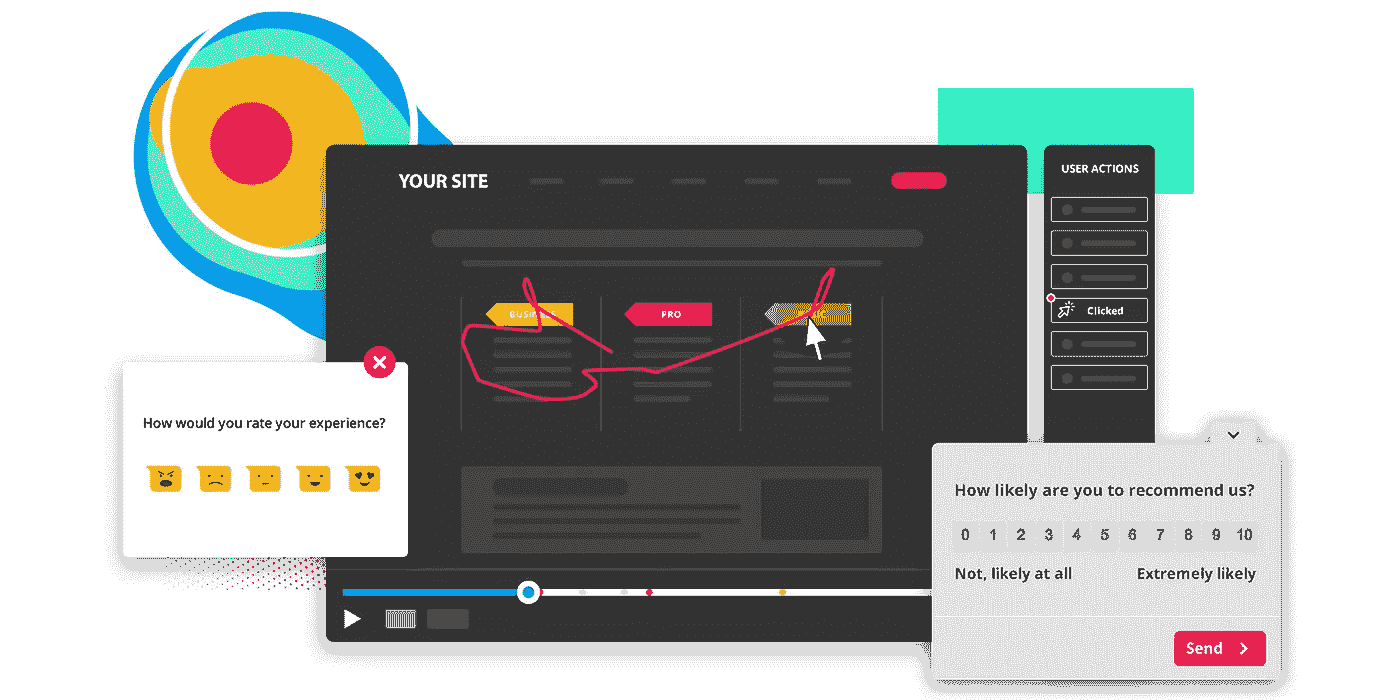 YOUR SITE
USER ACTIONS
BUSINESS
PRO
Clicked
How would you rate your experience?
How likely are you to recommend us?
0 1 2 3 4 5 6 7 8 9 10
Not, likely at all
Extremely likely
Send